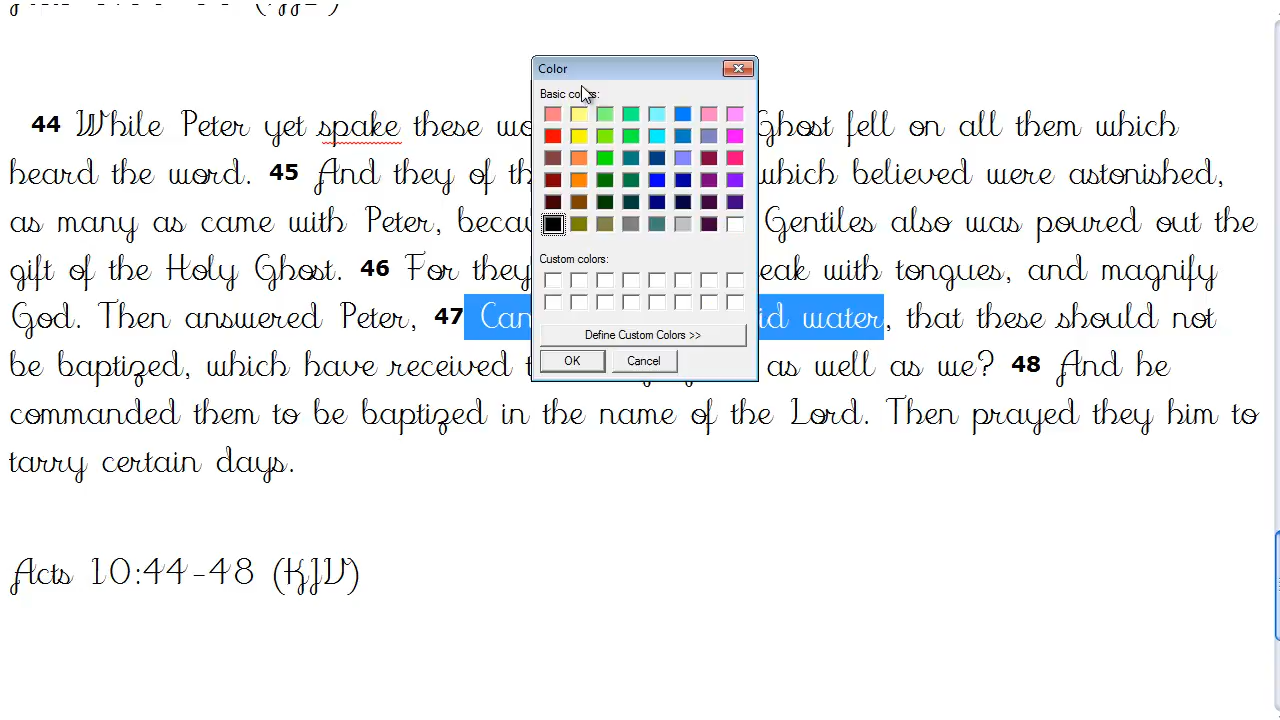 Color
Basic colors:
44 While Peter yet spake these Ghost fell on all them which
heard the word. 45 And they of which believed were astonished,
as many as came with Peter, Gentiles also was poured out the
gift of the Holy Ghost. 46 For they with tongues, and magnify
Custom colors:
God. Then answered Peter, 47 Can water, that these should not
Define Custom Colors >>
be baptized, which have received as well as we? 48 And he
OK Cancel
commanded them to be baptized in the name of the Lord. Then prayed they him to
tarry certain days.
Acts 10:44-48 (KJV)